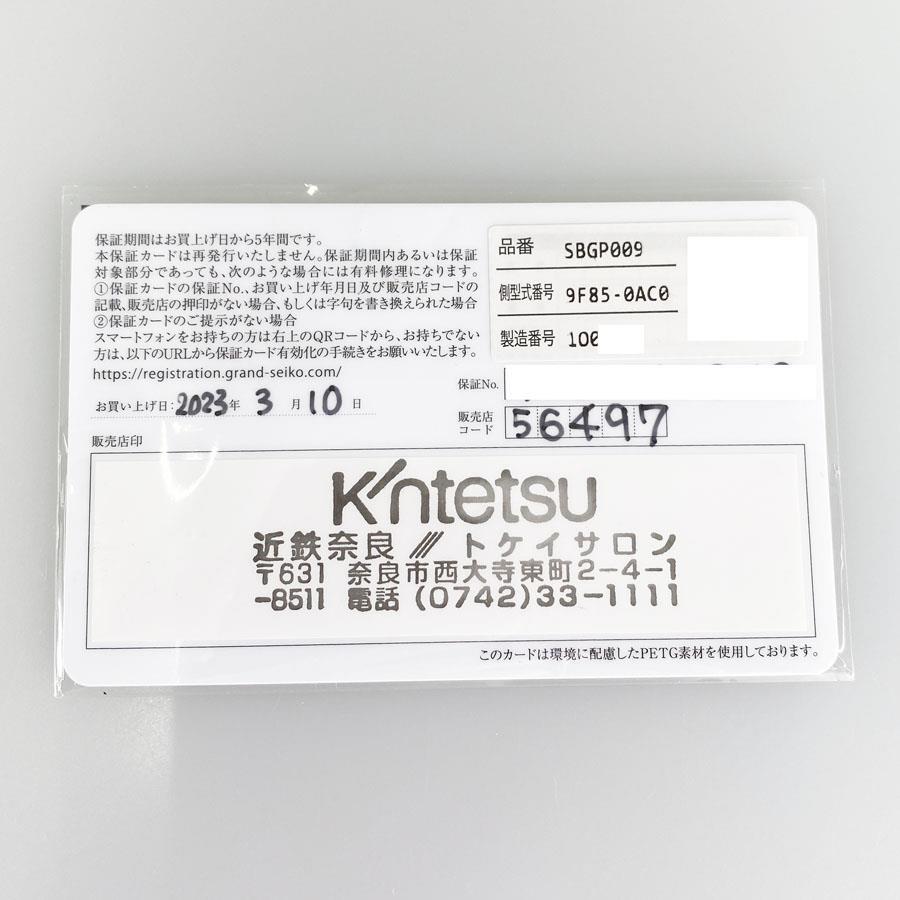 保証期間はお買上げ日から5年間です。
本保証カードは再発行いたしません。保証期間内あるいは保証
対象部分であっても、次のような場合には有料修理になります。
①保証カードの保証No.、お買い上げ年月日及び販売店コードの
記載、販売店の押印がない場合、もしくは字句を書き換えられた場合
②保証カードのご提示がない場合
スマートフォンをお持ちの方は右上のQRコードから、お持ちでない
方は、以下のURLから保証カード有効化の手続きをお願いいたします。
https://registration.grand-seiko.com/
品番 SBGP009
側型式番号 9F85-0AC0
製造番号 100
保証No.
お買い上げ日: 2023年 3月 10日
販売店
コード 56497
販売店印
Kintetsu
近鉄奈良 /// トケイサロン
〒631 奈良市西大寺東町2-4-1
-8511 電話 (0742)33-1111
このカードは環境に配慮したPETG素材を使用しております。